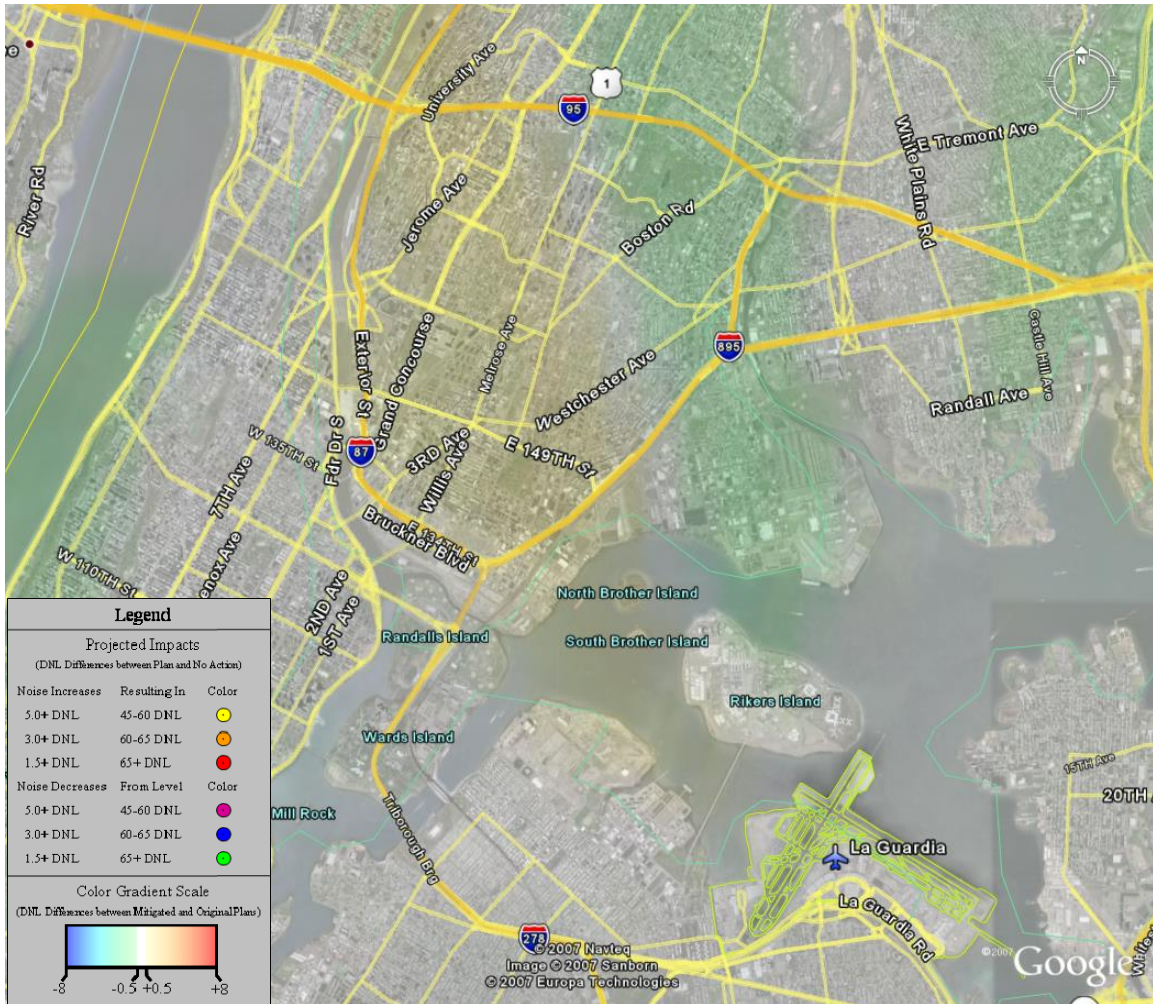 N
University Ave
1
95
White Plains Rd
E Tremont Ave
River Rd
Jerome Ave
Boston Rd
Exterior St
Grand Concourse
Melrose Ave
895
Castle Hill Ave
Westchester Ave
Randall Ave
W 135TH St
Fdr Dr S
87
3RD Ave
Willis Ave
E 149TH St
7TH Ave
E 134TH St
Bruckner Blvd
W 110TH St
enox Ave
2ND Ave
1ST Ave
North Brother Island
Randalls Island
South Brother Island
Rikers Island
Wards Island
15TH Ave
20TH
Mill Rock
Triborough Brg
La Guardia
La Guardia Rd
278
Whites
© 2007 Navteq
Image © 2007 Sanborn
© 2007 Europa Technologies
© 2007 Google
Legend
Projected Impacts
(DNL Differences between Plan and No Action)
Noise Increases Resulting In Color
5.0+ DNL 45-60 DNL
3.0+ DNL 60-65 DNL
1.5+ DNL 65+ DNL
Noise Decreases From Level Color
5.0+ DNL 45-60 DNL
3.0+ DNL 60-65 DNL
1.5+ DNL 65+ DNL
Color Gradient Scale
(DNL Differences between Mitigated and Original Plans)
-8 -0.5 +0.5 +8